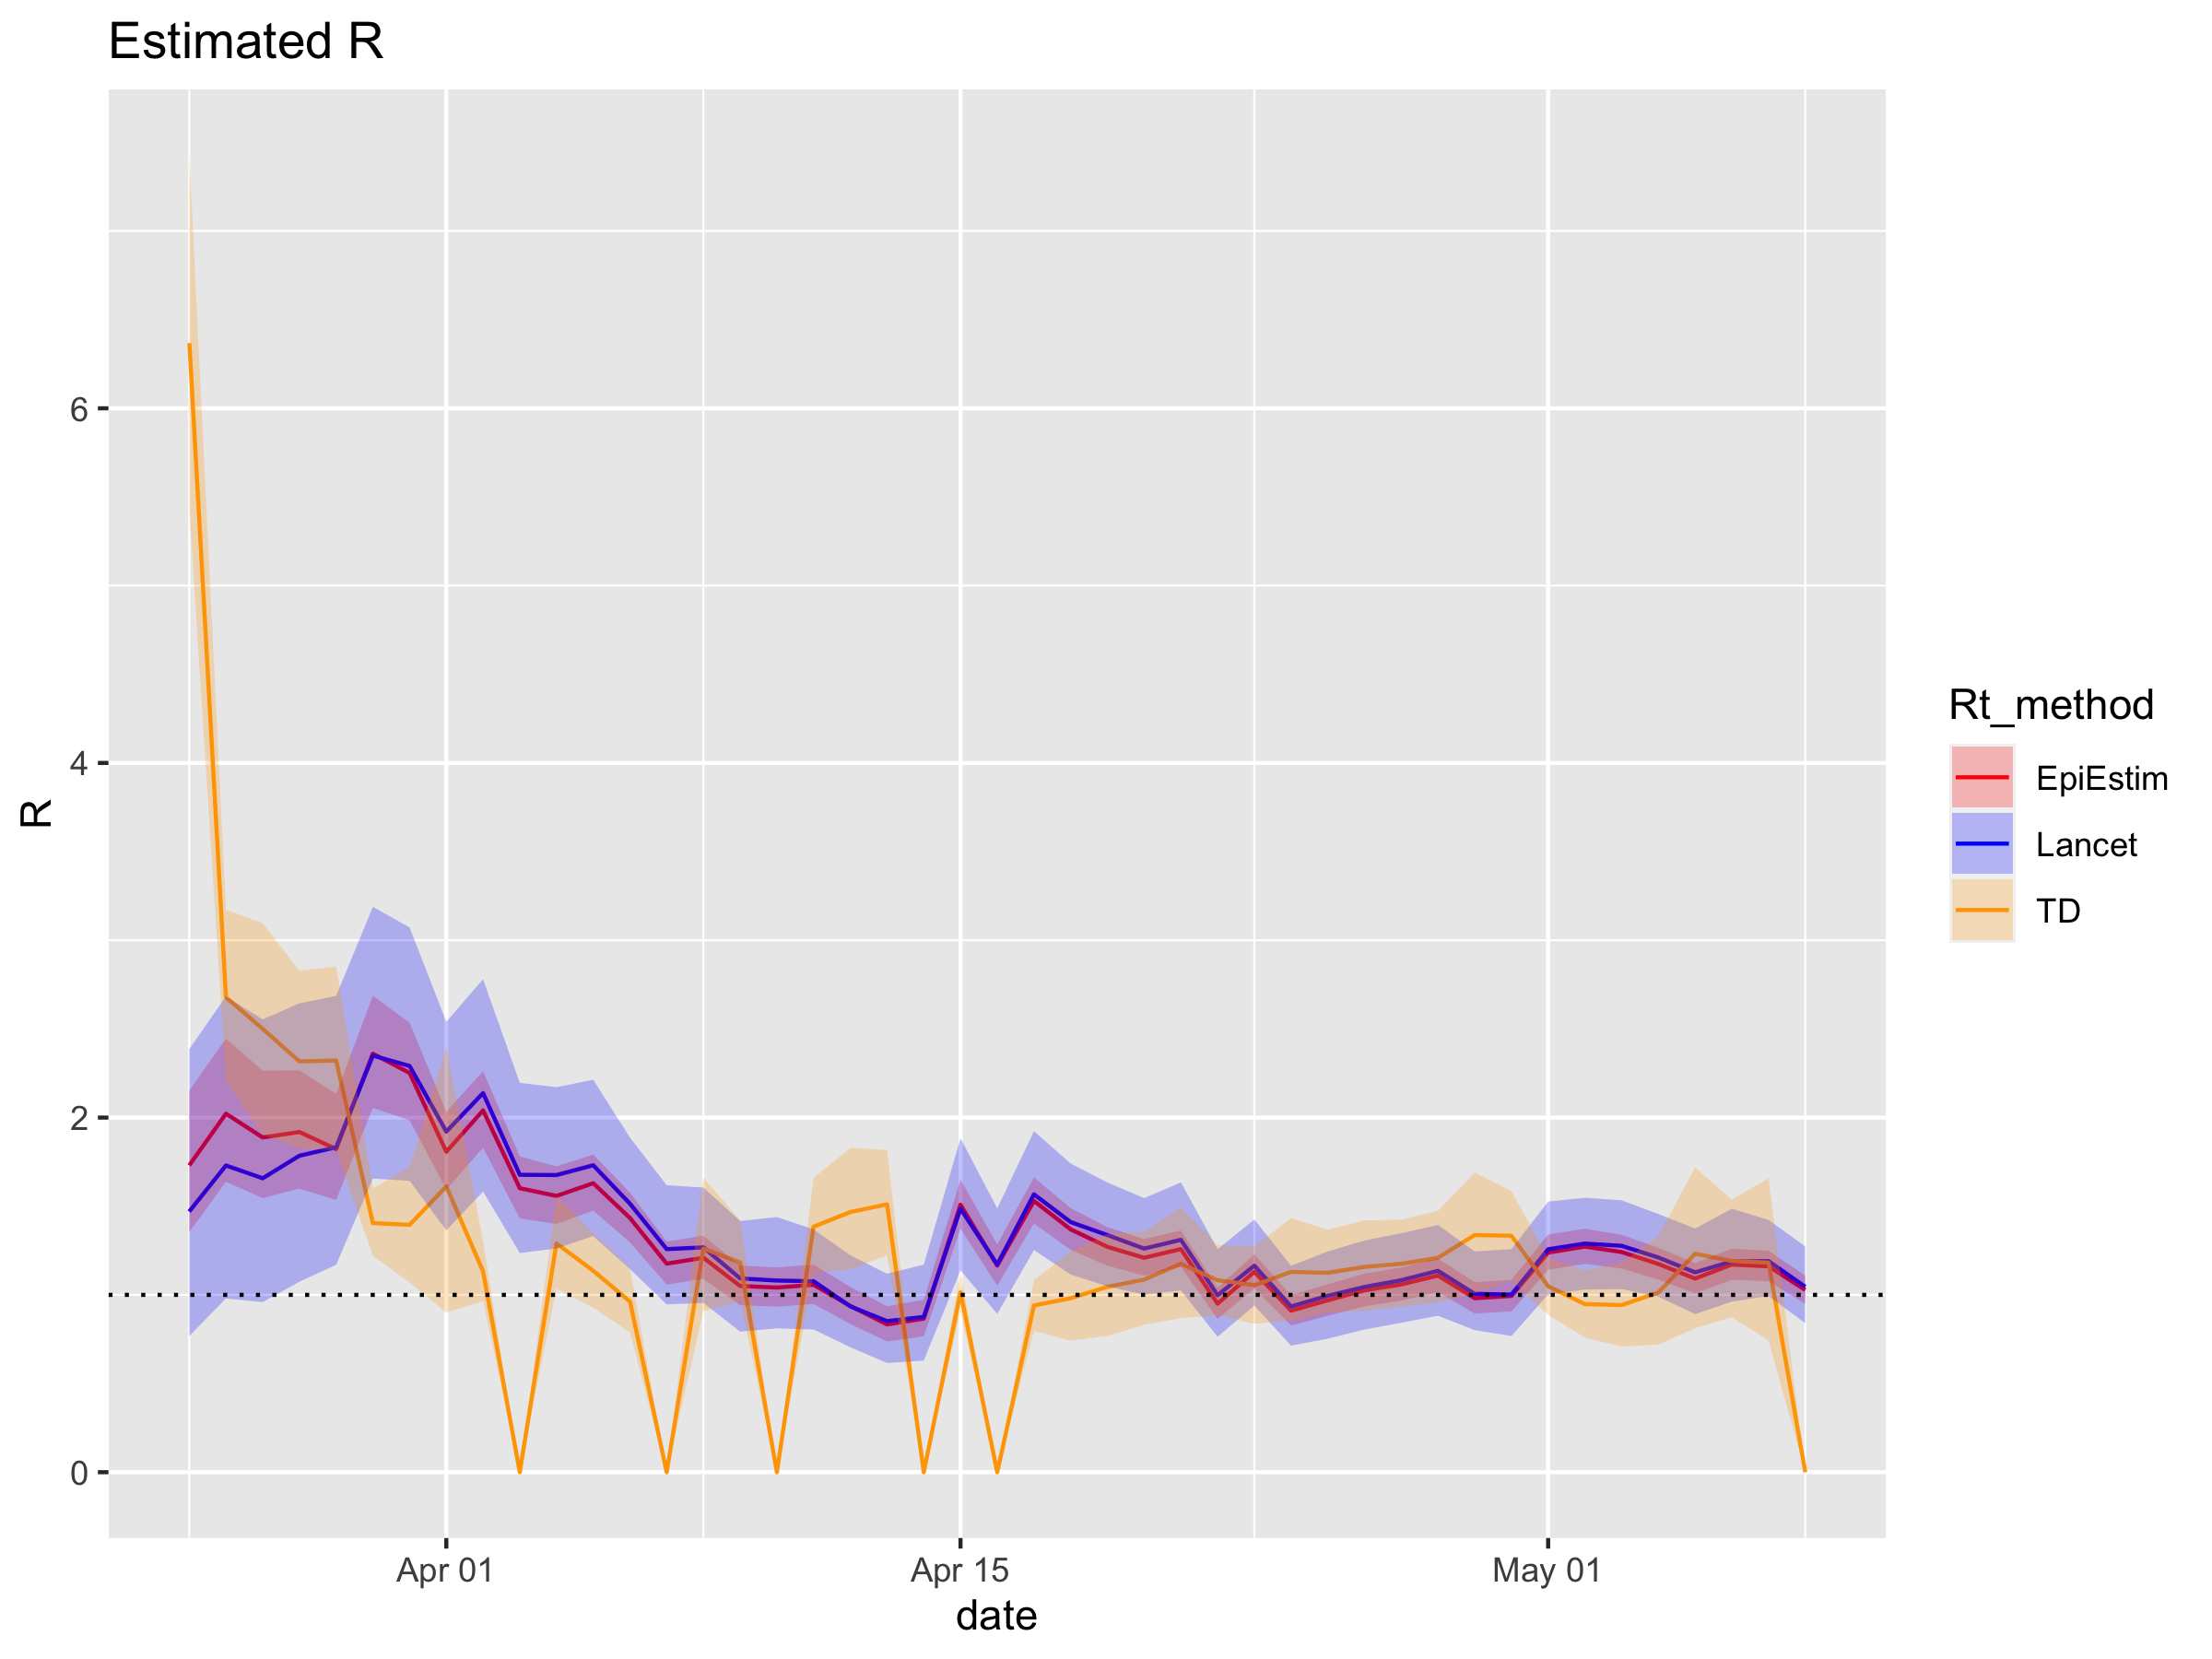 Estimated R
6
4
2
0
R
Apr 01
Apr 15
May 01
date
Rt_method
EpiEstim
Lancet
TD